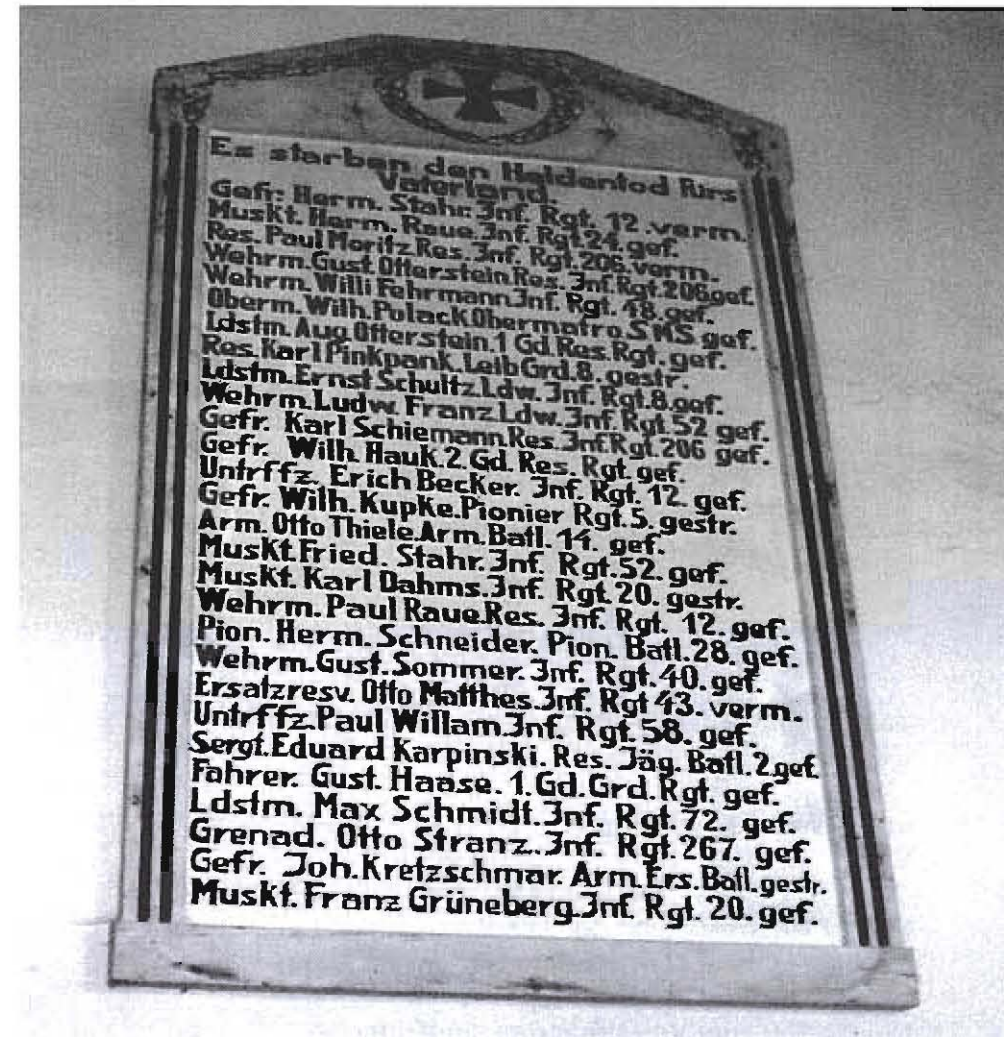 Es starben den Heldentod fürs
Vaterland.
Gefr. Herm. Stahr. Inf. Rgt. 12. verm.
Muskt. Herm. Raue. Inf. Rgt. 24. gef.
Res. Paul Moritz. Res. Inf. Rgt. 206. verm.
Wehrm. Gust. Otterstein Res. Inf. Rgt. 206 gef.
Wehrm. Willi Fehrmann Inf. Rgt. 48. gef.
Oberm. Wilh. Polack Obermatro. SMS. gef.
Ldstm. Aug. Otterstein. 1 Gd. Res. Rgt. gef.
Res. Karl Pinkpank. Leib Grd. 8. gestr.
Ldstm. Ernst Schultz Ldw. Inf. Rgt. 8. gef.
Wehrm. Ludw. Franz Ldw. Inf. Rgt. 52 gef.
Gefr. Karl Schiemann Res. Inf. Rgt. 206 gef.
Gefr. Wilh. Hauk. 2. Gd. Res. Rgt. gef.
Untrffz. Erich Becker. Inf. Rgt. 12. gef.
Gefr. Wilh. Kupke. Pionier Rgt. 5. gestr.
Arm. Otto Thiele. Arm. Batl. 14. gef.
Muskt. Fried. Stahr. Inf. Rgt. 52. gef.
Muskt. Karl Dahms. Inf. Rgt. 20. gestr.
Wehrm. Paul Raue. Res. Inf. Rgt. 12. gef.
Pion. Herm. Schneider. Pion. Batl. 28. gef.
Wehrm. Gust. Sommer. Inf. Rgt. 40. gef.
Ersatzresv. Otto Matthes. Inf. Rgt 43. verm.
Untrffz. Paul Willam. Inf. Rgt. 58. gef.
Sergt. Eduard Karpinski. Res. Jäg. Batl. 2. gef.
Fahrer. Gust. Haase. 1. Gd. Grd. Rgt. gef.
Ldstm. Max Schmidt. Inf. Rgt. 72. gef.
Grenad. Otto Stranz. Inf. Rgt. 267. gef.
Gefr. Joh. Kretzschmar. Arm. Ers. Batl. gestr.
Muskt. Franz Grüneberg. Inf. Rgt. 20. gef.